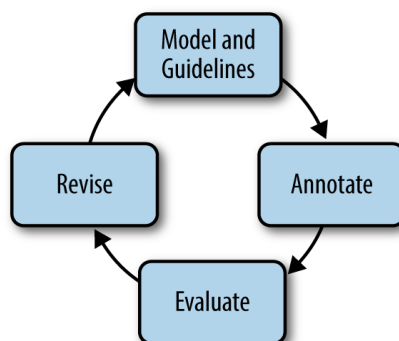 Model and
Guidelines
Annotate
Evaluate
Revise